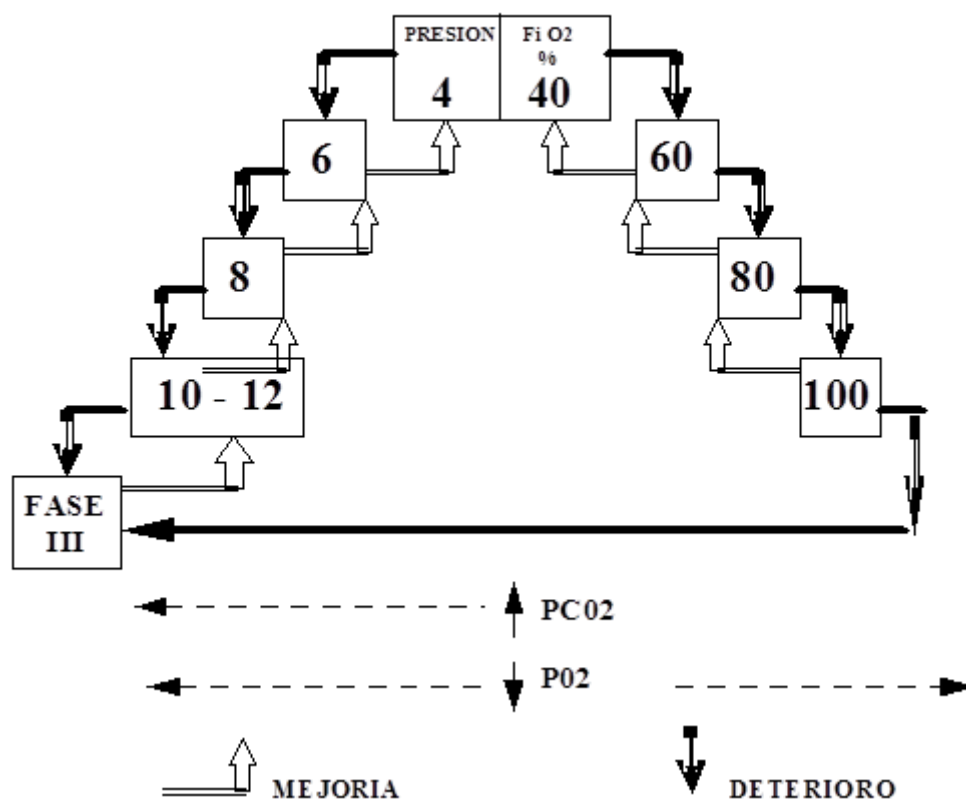 PRESION
Fi O2
%
4
40
6
60
8
80
10 - 12
100
FASE
III
PC02
P02
MEJORIA
DETERIORO